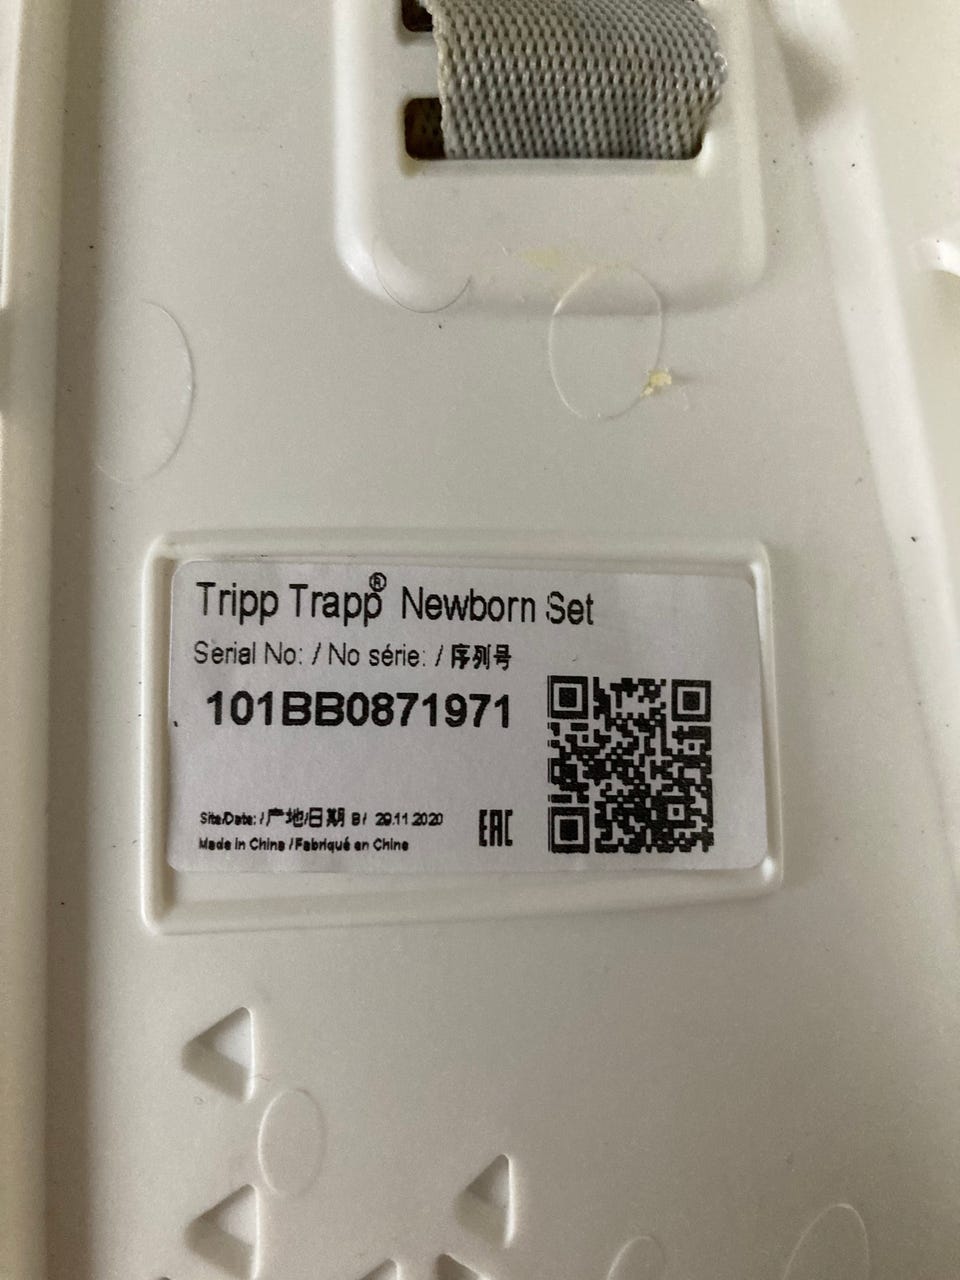 Tripp Trapp® Newborn Set
Serial No: / No série: / 序列号
101BB0871971
Site/Date: / 产地/日期 B/ 29.11.2020
Made in China / Fabriqué en Chine
EAC